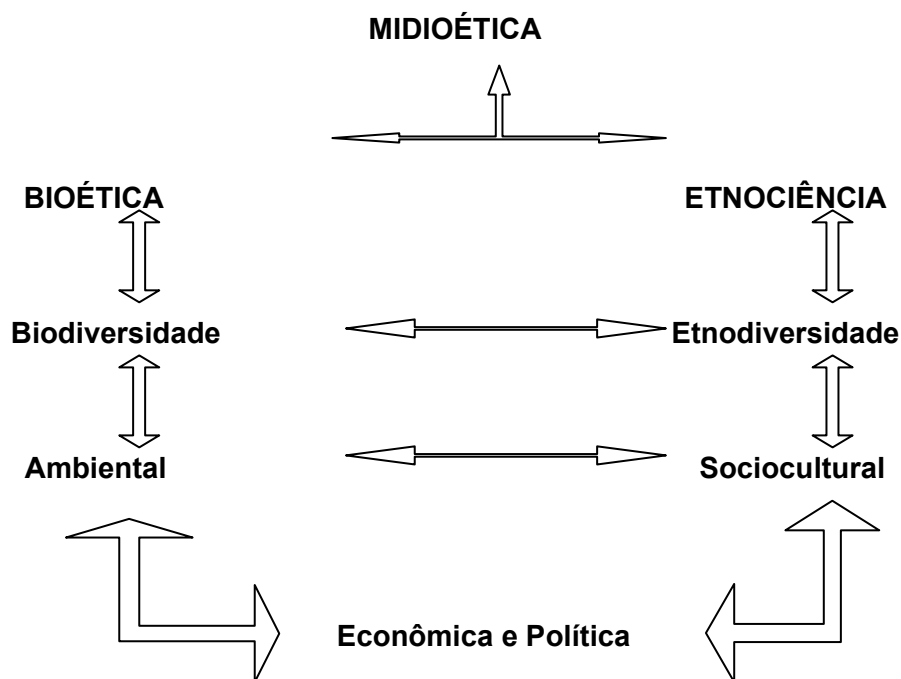 MIDIOÉTICA
BIOÉTICA ETNOCIÊNCIA
Biodiversidade Etnodiversidade
Ambiental Sociocultural
Econômica e Política